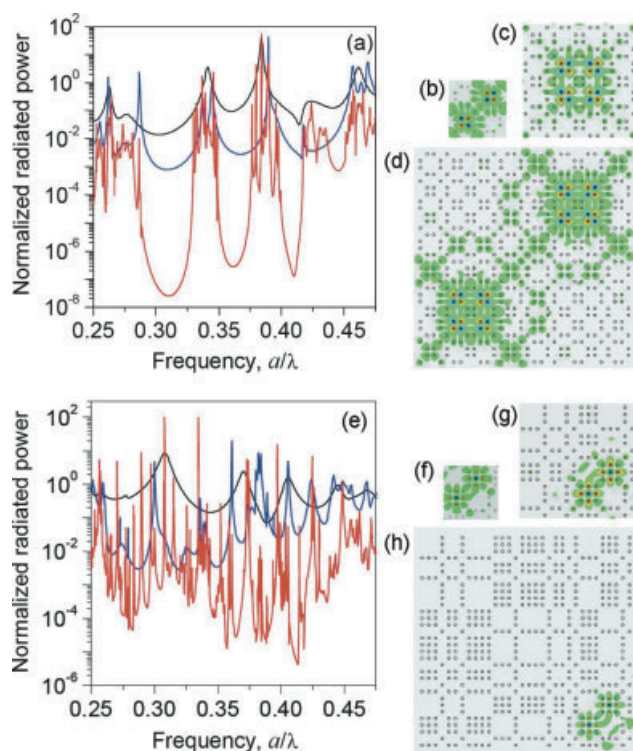 (a)
Normalized radiated power
10²
10⁰
10⁻²
10⁻⁴
10⁻⁶
10⁻⁸
0.25 0.30 0.35 0.40 0.45
Frequency, a/λ
(b)
(c)
(d)
(e)
Normalized radiated power
10²
10⁰
10⁻²
10⁻⁴
10⁻⁶
0.25 0.30 0.35 0.40 0.45
Frequency, a/λ
(f)
(g)
(h)